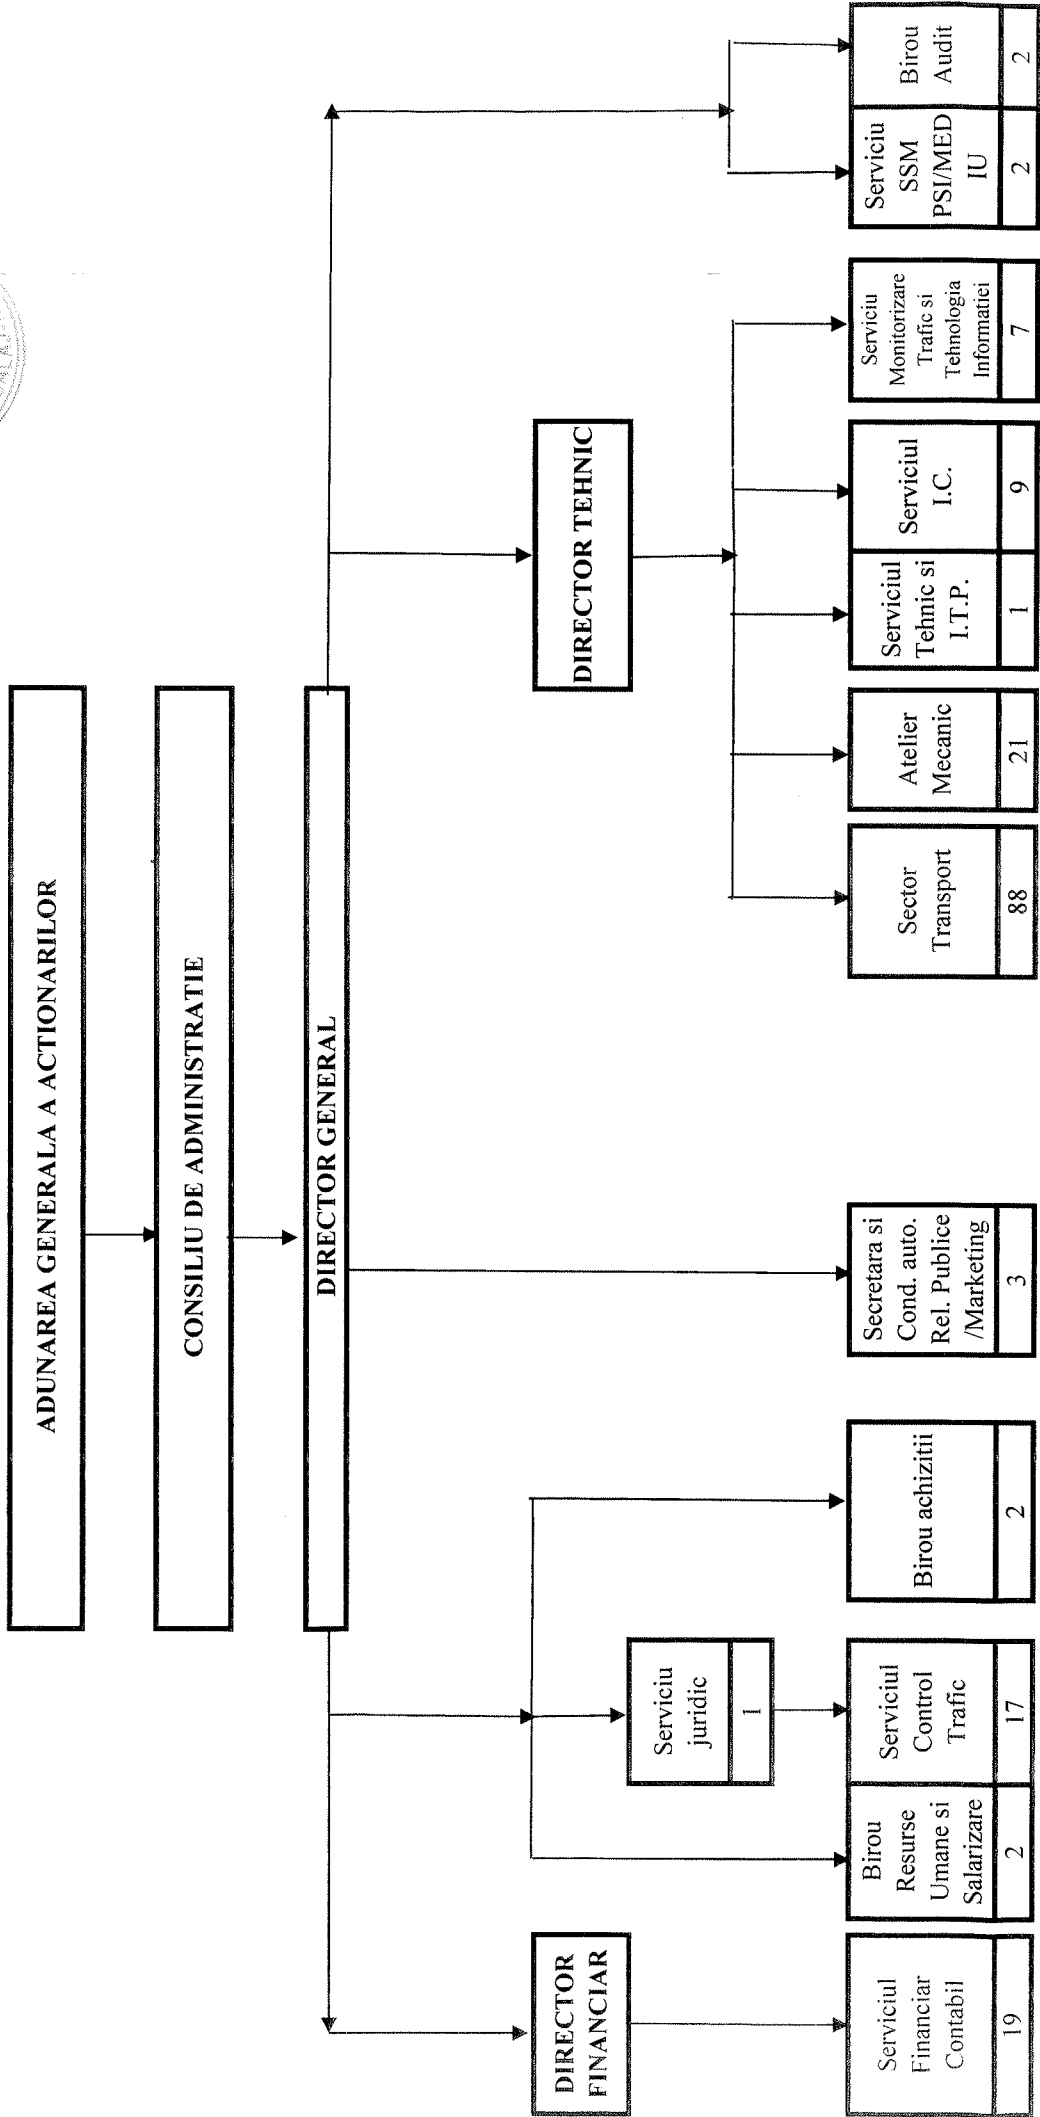 ADUNAREA GENERALA A ACTIONARILOR
CONSILIU DE ADMINISTRATIE
DIRECTOR GENERAL
DIRECTOR
FINANCIAR
DIRECTOR TEHNIC
Serviciu
juridic
1
Serviciul
Financiar
Contabil
19
Birou
Resurse
Umane si
Salarizare
2
Serviciul
Control
Trafic
17
Birou achizitii
2
Secretara si
Cond. auto.
Rel. Publice
/Marketing
3
Sector
Transport
88
Atelier
Mecanic
21
Serviciul
Tehnic si
I.T.P.
1
Serviciul
I.C.
9
Serviciu
Monitorizare
Trafic si
Tehnologia
Informatiei
7
Serviciu
SSM
PSI/MED
IU
2
Birou
Audit
2